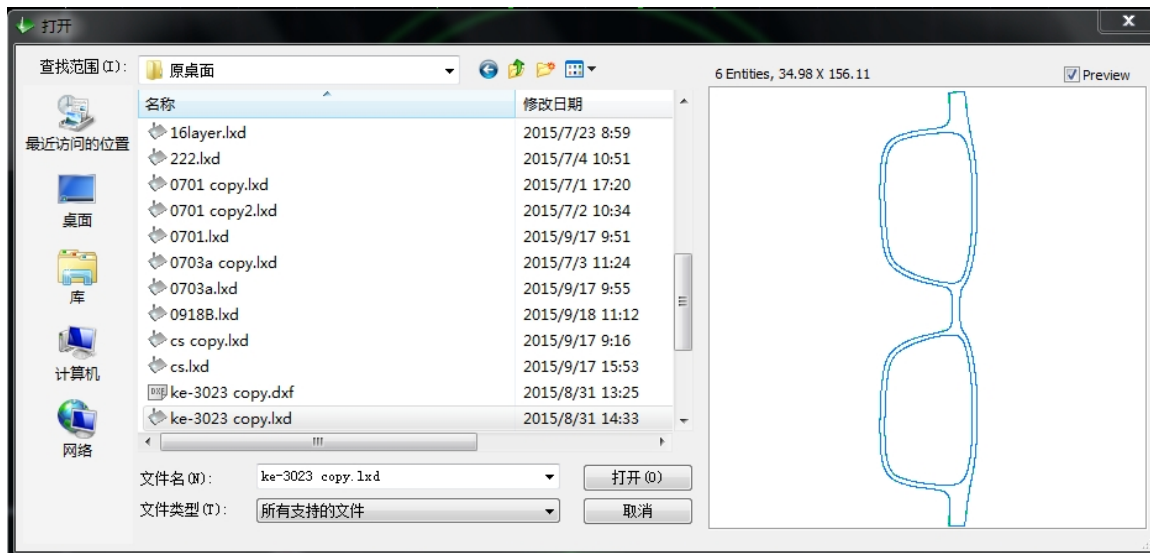 打开
x
查找范围(I):
原桌面
6 Entities, 34.98 X 156.11
Preview
名称 修改日期
16layer.lxd 2015/7/23 8:59
222.lxd 2015/7/4 10:51
0701 copy.lxd 2015/7/1 17:20
0701 copy2.lxd 2015/7/2 10:34
0701.lxd 2015/9/17 9:51
0703a copy.lxd 2015/7/3 11:24
0703a.lxd 2015/9/17 9:55
0918B.lxd 2015/9/18 11:12
cs copy.lxd 2015/9/17 9:16
cs.lxd 2015/9/17 15:53
DXF ke-3023 copy.dxf 2015/8/31 13:25
ke-3023 copy.lxd 2015/8/31 14:33
最近访问的位置
桌面
库
计算机
网络
文件名(N): ke-3023 copy.lxd 打开(O)
文件类型(T): 所有支持的文件 取消